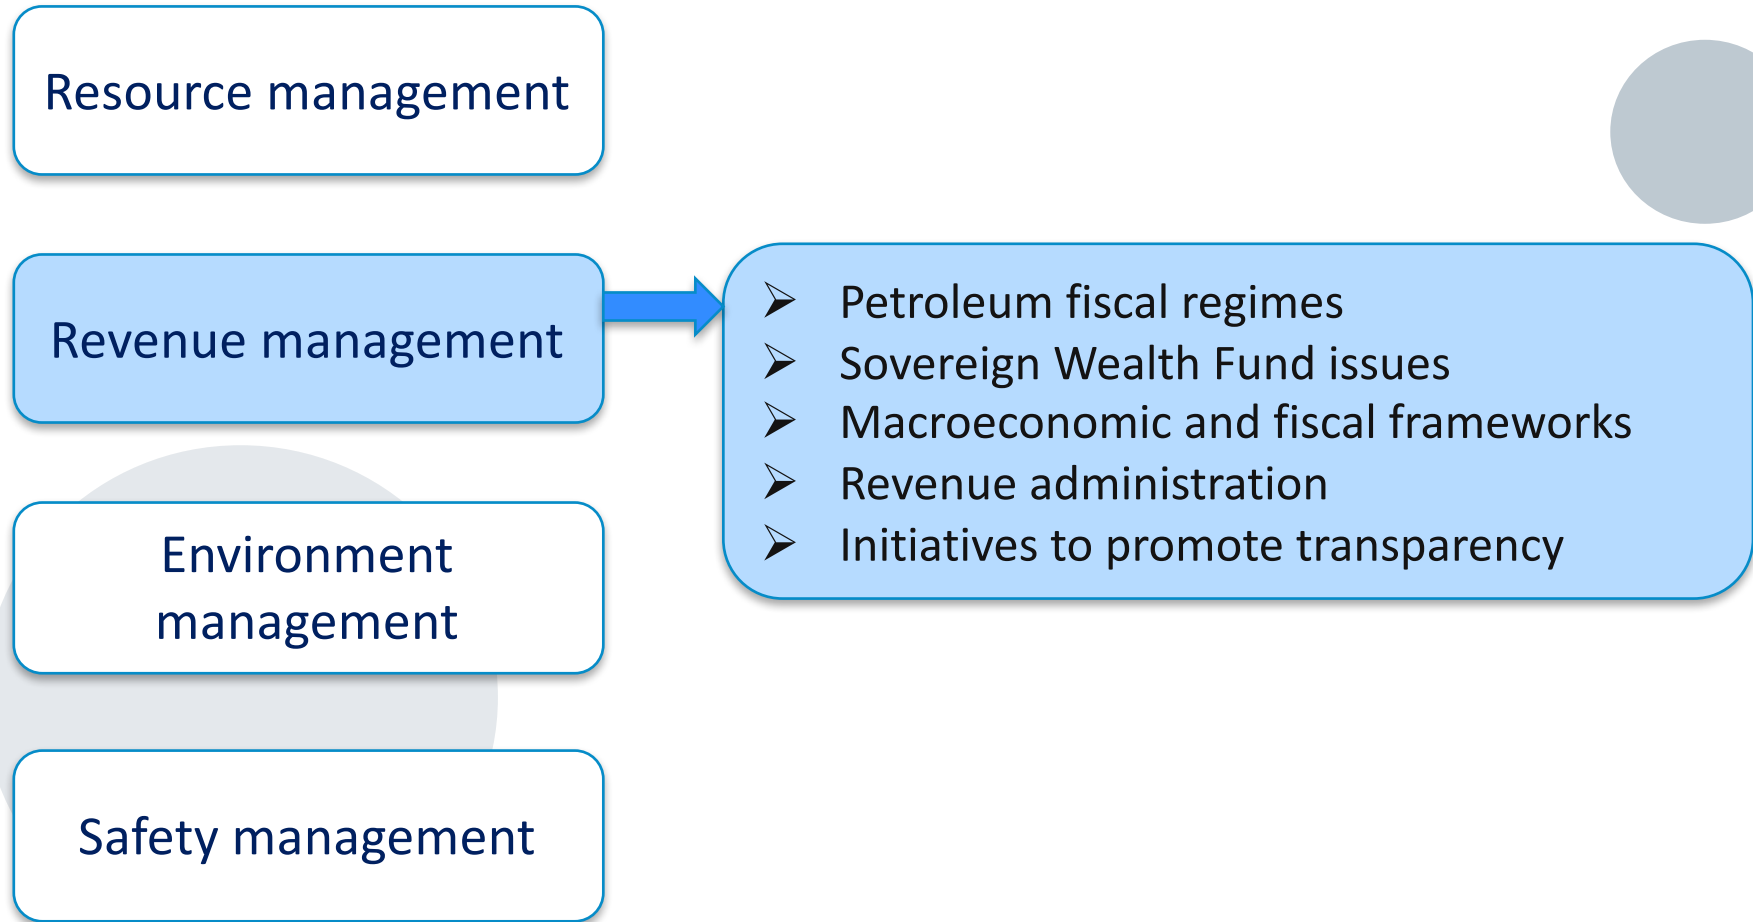 Resource management
Revenue management
➢ Petroleum fiscal regimes
➢ Sovereign Wealth Fund issues
➢ Macroeconomic and fiscal frameworks
➢ Revenue administration
➢ Initiatives to promote transparency
Environment
management
Safety management